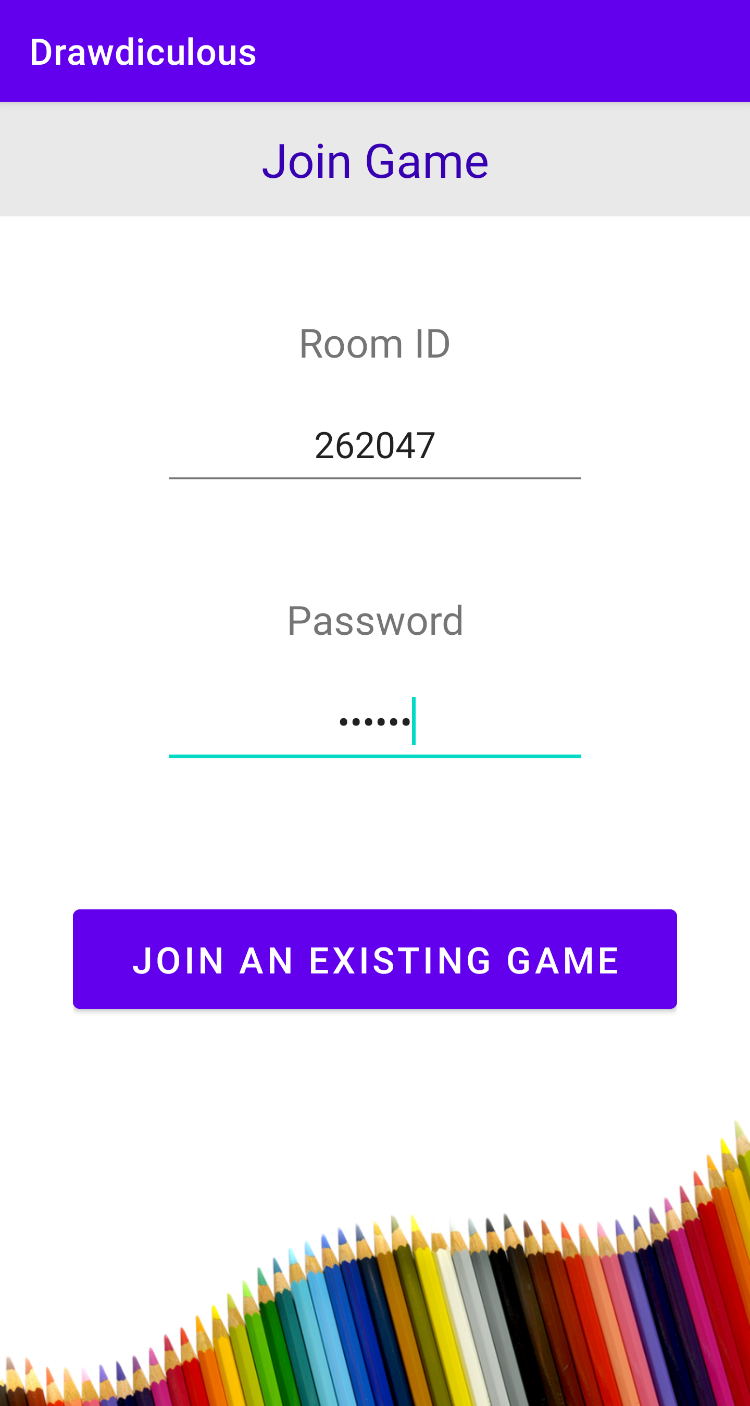 Drawdiculous
Join Game
Room ID
262047
Password
••••••
JOIN AN EXISTING GAME